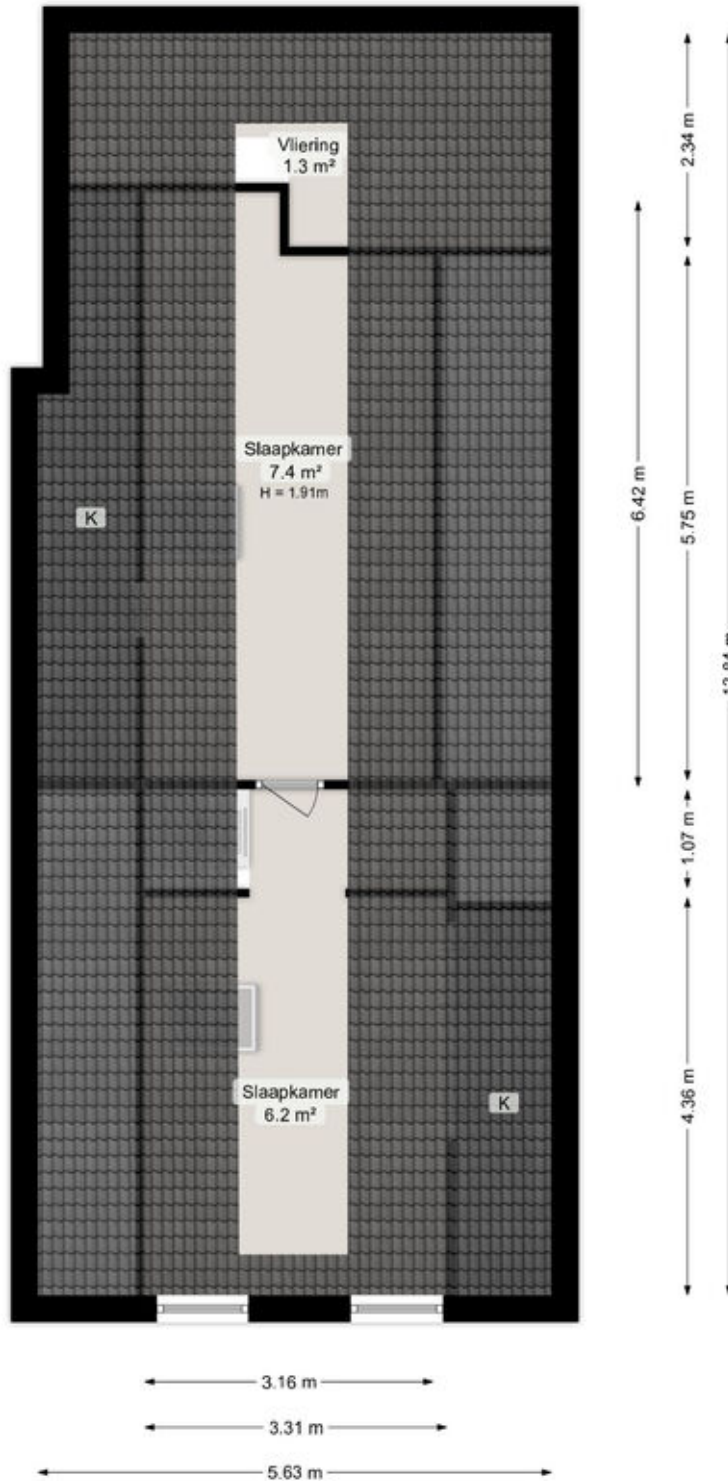 Vliering
1.3 m²
2.34 m
Slaapkamer
7.4 m²
H = 1.91m
K
6.42 m
5.75 m
1.07 m
Slaapkamer
6.2 m²
K
4.36 m
3.16 m
3.31 m
5.63 m